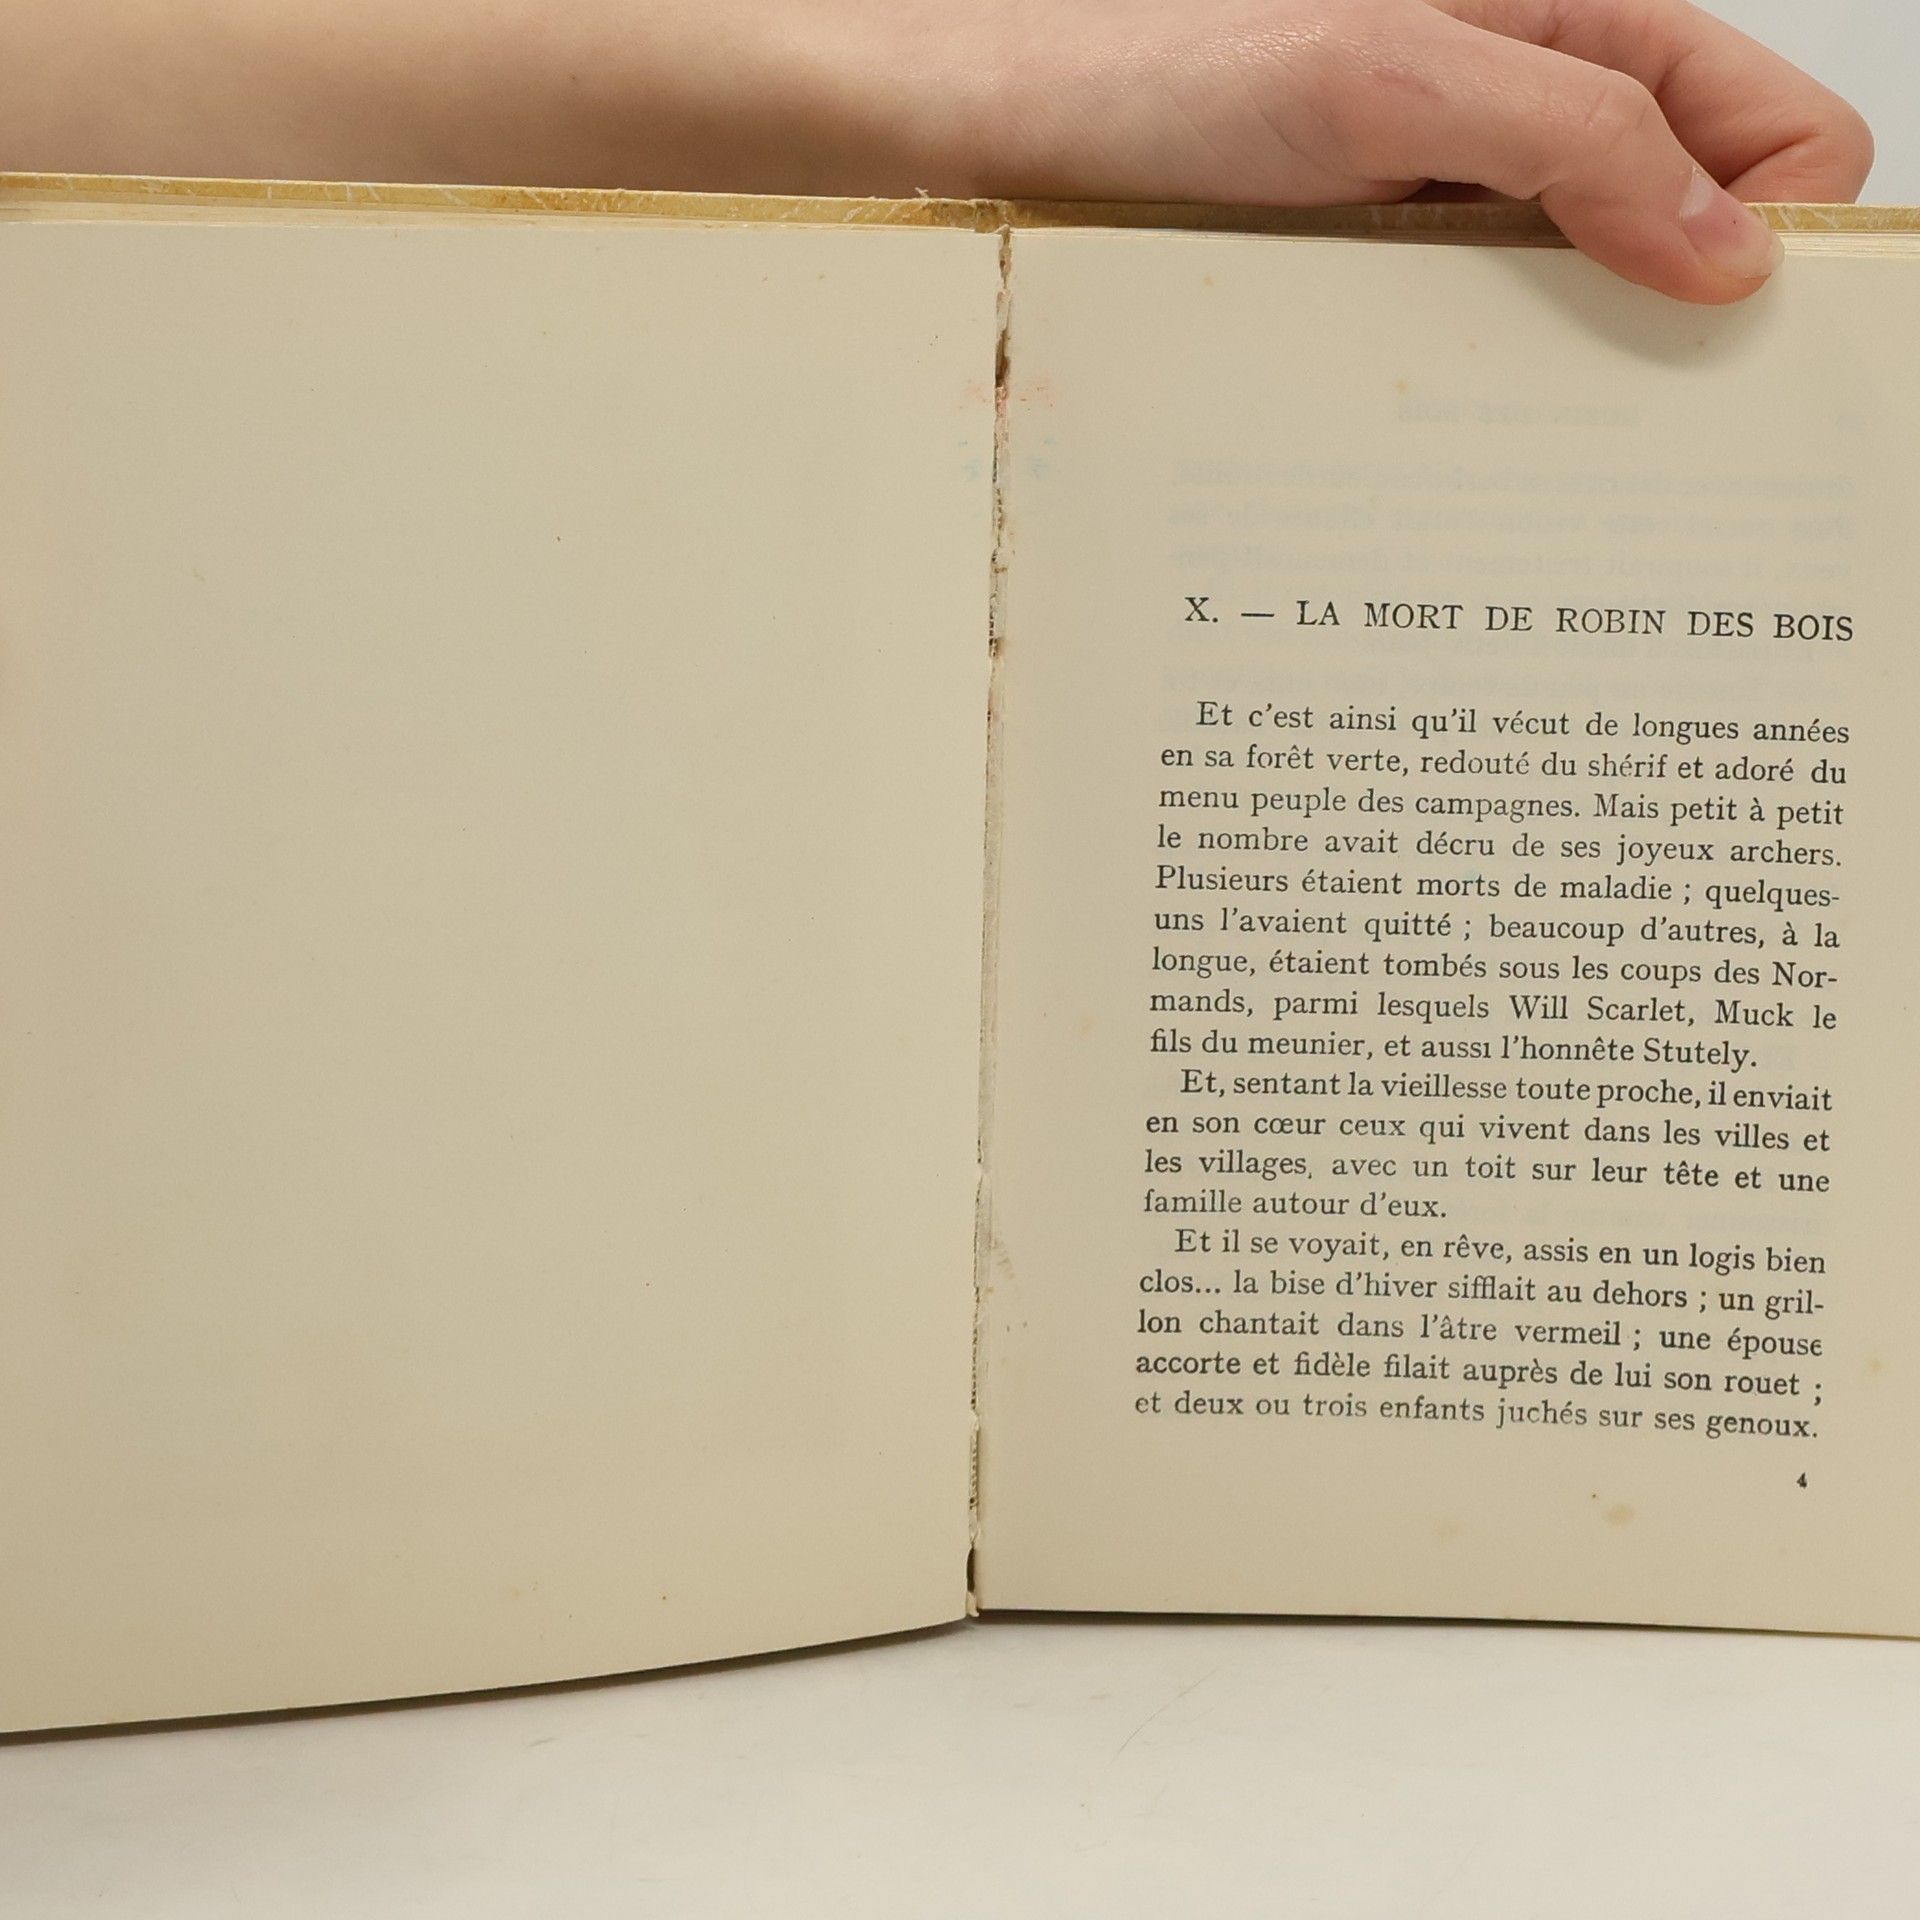 X. — LA MORT DE ROBIN DES BOIS
Et c’est ainsi qu’il vécut de longues années
en sa forêt verte, redouté du shérif et adoré du
menu peuple des campagnes. Mais petit à petit
le nombre avait décru de ses joyeux archers.
Plusieurs étaient morts de maladie ; quelques-
uns l’avaient quitté ; beaucoup d’autres, à la
longue, étaient tombés sous les coups des Nor-
mands, parmi lesquels Will Scarlet, Muck le
fils du meunier, et aussi l’honnête Stutely.
Et, sentant la vieillesse toute proche, il enviait
en son cœur ceux qui vivent dans les villes et
les villages, avec un toit sur leur tête et une
famille autour d’eux.
Et il se voyait, en rêve, assis en un logis bien
clos... la bise d’hiver sifflait au dehors ; un gril-
lon chantait dans l’âtre vermeil ; une épouse
accorte et fidèle filait auprès de lui son rouet ;
et deux ou trois enfants juchés sur ses genoux.
4